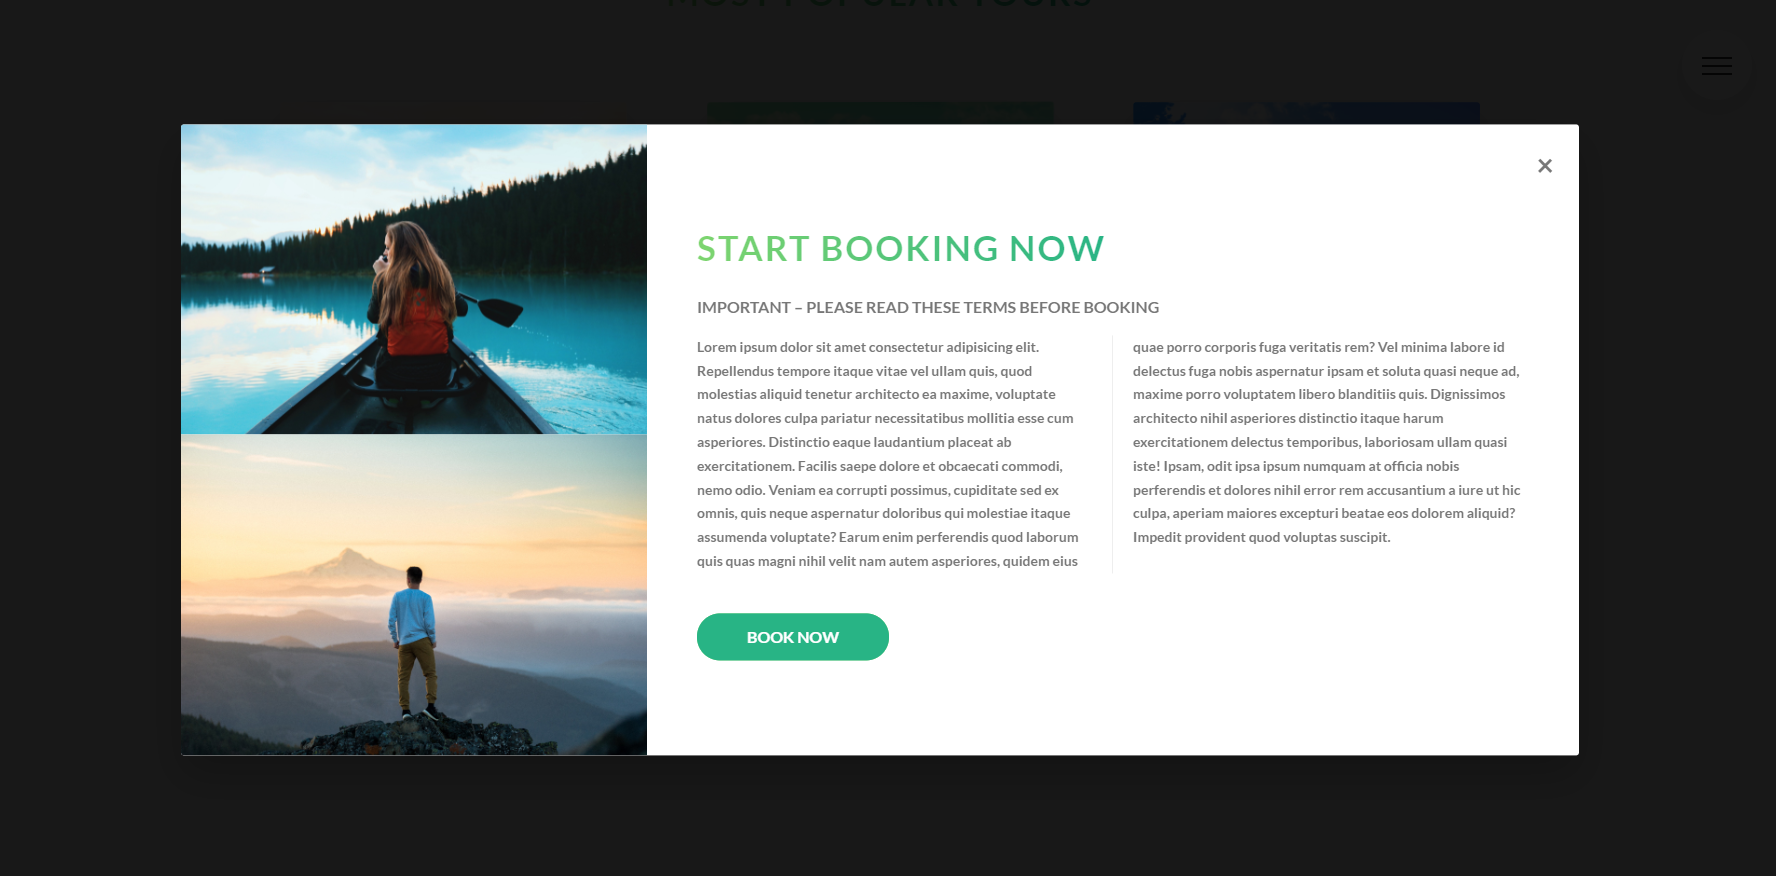 MOST POPULAR TOURS
START BOOKING NOW
IMPORTANT – PLEASE READ THESE TERMS BEFORE BOOKING
Lorem ipsum dolor sit amet consectetur adipisicing elit.
Repellendus tempore itaque vitae vel ullam quis, quod
molestias aliquid tenetur architecto ea maxime, voluptate
natus dolores culpa pariatur necessitatibus mollitia esse cum
asperiores. Distinctio eaque laudantium placeat ab
exercitationem. Facilis saepe dolore et obcaecati commodi,
nemo odio. Veniam ea corrupti possimus, cupiditate sed ex
omnis, quis neque aspernatur doloribus qui molestiae itaque
assumenda voluptate? Earum enim perferendis quod laborum
quis quas magni nihil velit nam autem asperiores, quidem eius
quae porro corporis fuga veritatis rem? Vel minima labore id
delectus fuga nobis aspernatur ipsam et soluta quasi neque ad,
maxime porro voluptatem libero blanditiis quis. Dignissimos
architecto nihil asperiores distinctio itaque harum
exercitationem delectus temporibus, laboriosam ullam quasi
iste! Ipsam, odit ipsa ipsum numquam at officia nobis
perferendis et dolores nihil error rem accusantium a iure ut hic
culpa, aperiam maiores excepturi beatae eos dolorem aliquid?
Impedit provident quod voluptas suscipit.
BOOK NOW